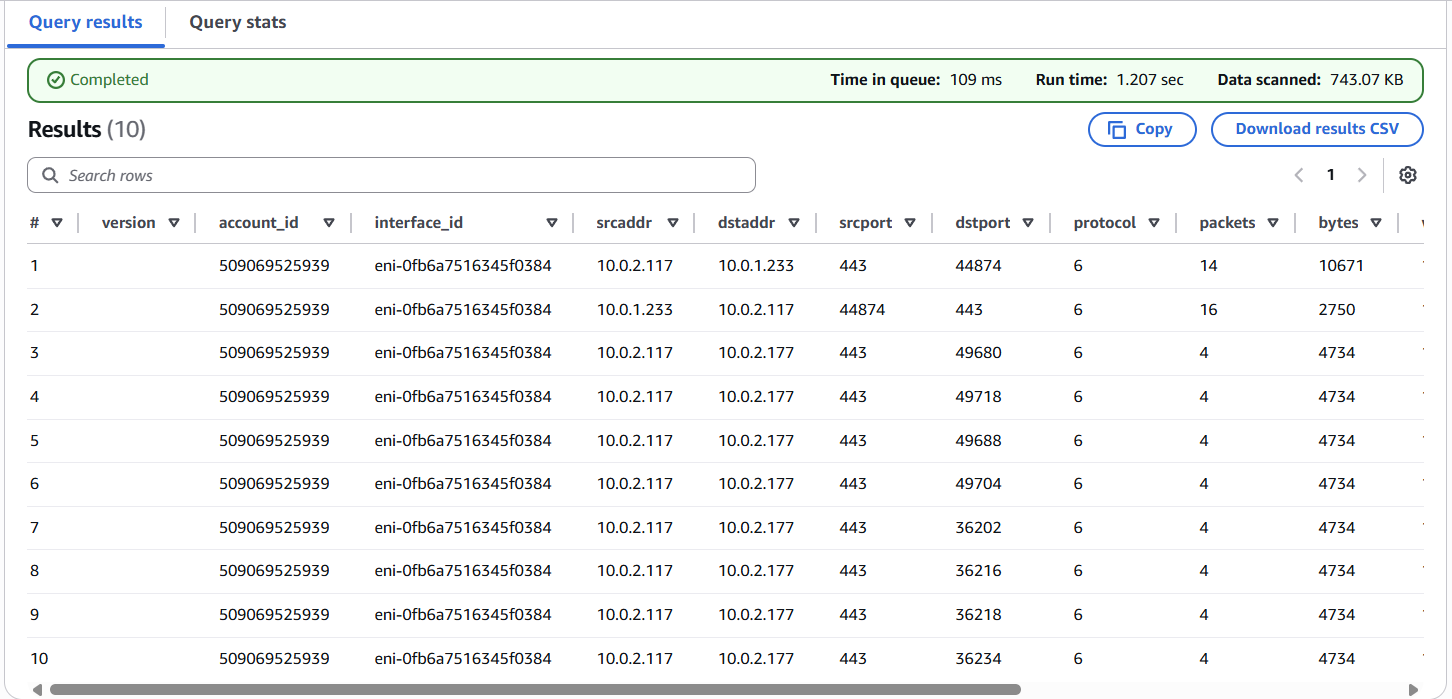 Query results Query stats
Completed Time in queue: 109 ms Run time: 1.207 sec Data scanned: 743.07 KB
Results (10) Copy Download results CSV
Search rows 1
# version account_id interface_id srcaddr dstaddr srcport dstport protocol packets bytes
1 509069525939 eni-0fb6a7516345f0384 10.0.2.117 10.0.1.233 443 44874 6 14 10671
2 509069525939 eni-0fb6a7516345f0384 10.0.1.233 10.0.2.117 44874 443 6 16 2750
3 509069525939 eni-0fb6a7516345f0384 10.0.2.117 10.0.2.177 443 49680 6 4 4734
4 509069525939 eni-0fb6a7516345f0384 10.0.2.117 10.0.2.177 443 49718 6 4 4734
5 509069525939 eni-0fb6a7516345f0384 10.0.2.117 10.0.2.177 443 49688 6 4 4734
6 509069525939 eni-0fb6a7516345f0384 10.0.2.117 10.0.2.177 443 49704 6 4 4734
7 509069525939 eni-0fb6a7516345f0384 10.0.2.117 10.0.2.177 443 36202 6 4 4734
8 509069525939 eni-0fb6a7516345f0384 10.0.2.117 10.0.2.177 443 36216 6 4 4734
9 509069525939 eni-0fb6a7516345f0384 10.0.2.117 10.0.2.177 443 36218 6 4 4734
10 509069525939 eni-0fb6a7516345f0384 10.0.2.117 10.0.2.177 443 36234 6 4 4734